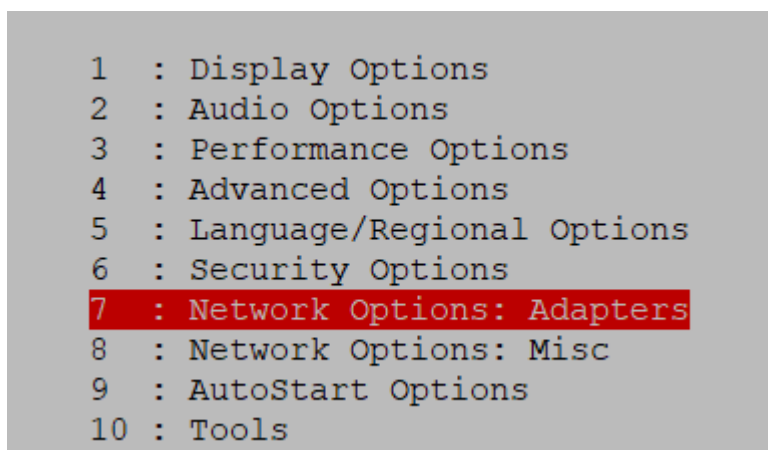 1  : Display Options
2  : Audio Options
3  : Performance Options
4  : Advanced Options
5  : Language/Regional Options
6  : Security Options
7  : Network Options: Adapters
8  : Network Options: Misc
9  : AutoStart Options
10 : Tools